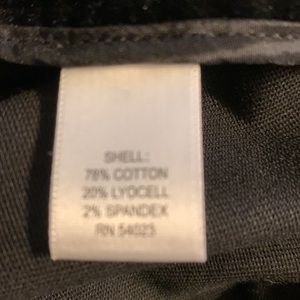 SHELL:
78% COTTON
20% LYOCELL
2% SPANDEX
RN 54023